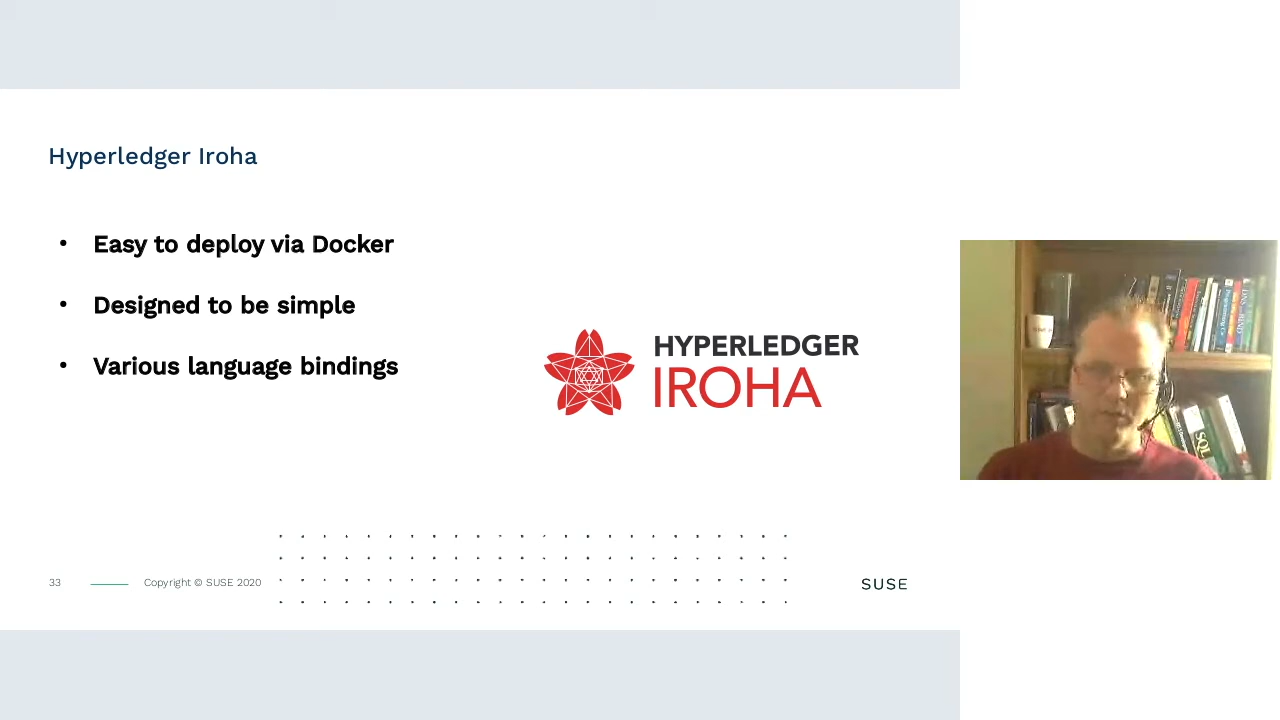 Hyperledger Iroha
• Easy to deploy via Docker
• Designed to be simple
• Various language bindings
HYPERLEDGER
IROHA
33
Copyright © SUSE 2020
SUSE
SQL